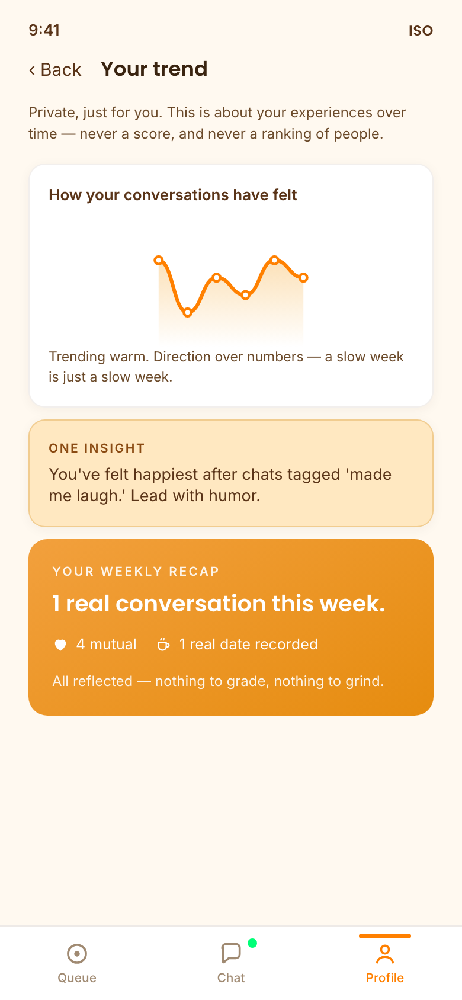 9:41
ISO
‹ Back
Your trend
Private, just for you. This is about your experiences over
time — never a score, and never a ranking of people.
How your conversations have felt
Trending warm. Direction over numbers — a slow week
is just a slow week.
ONE INSIGHT
You've felt happiest after chats tagged 'made
me laugh.' Lead with humor.
YOUR WEEKLY RECAP
1 real conversation this week.
4 mutual
1 real date recorded
All reflected — nothing to grade, nothing to grind.
Queue
Chat
Profile